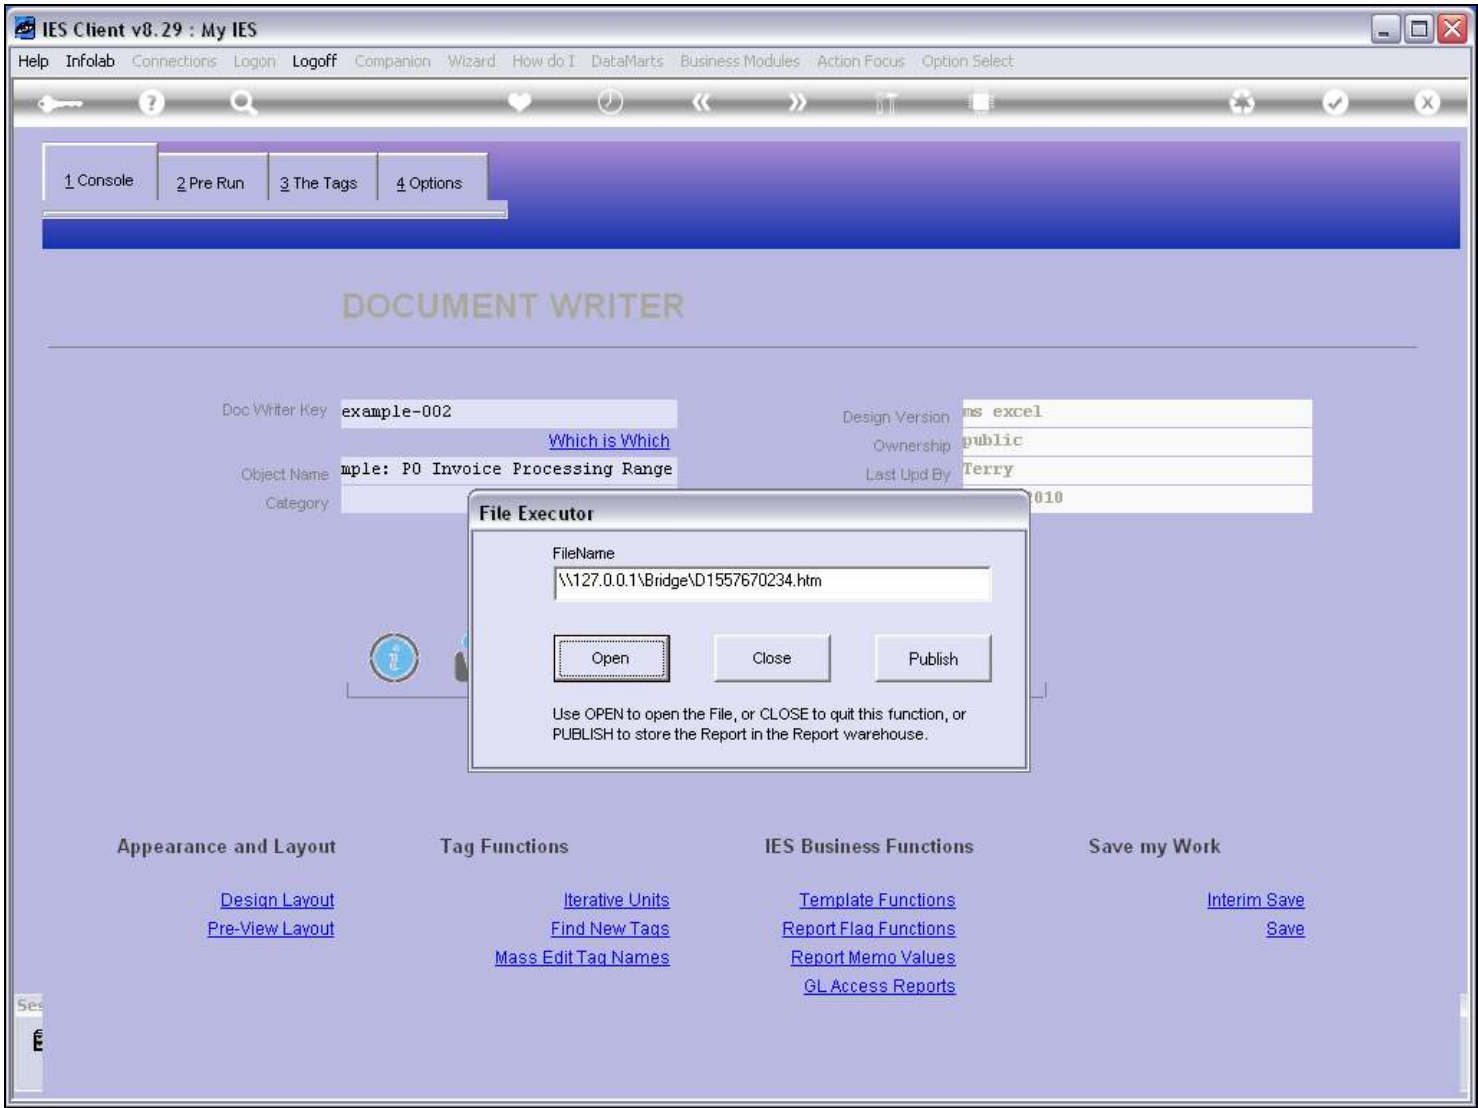 IES Client v8.29 : My IES
Help Infolab Connections Logon Logoff Companion Wizard How do I DataMarts Business Modules Action Focus Option Select
1 Console 2 Pre Run 3 The Tags 4 Options
DOCUMENT WRITER
Doc Writer Key example-002
Design Version ms excel
Which is Which
Ownership public
Object Name mple: PO Invoice Processing Range
Last Upd By Terry
Category
2010
File Executor
FileName
\\127.0.0.1\Bridge\D1557670234.htm
Open Close Publish
Use OPEN to open the File, or CLOSE to quit this function, or
PUBLISH to store the Report in the Report warehouse.
Appearance and Layout Tag Functions IES Business Functions Save my Work
Design Layout Iterative Units Template Functions Interim Save
Pre-View Layout Find New Tags Report Flag Functions Save
Mass Edit Tag Names Report Memo Values
GL Access Reports
Ses